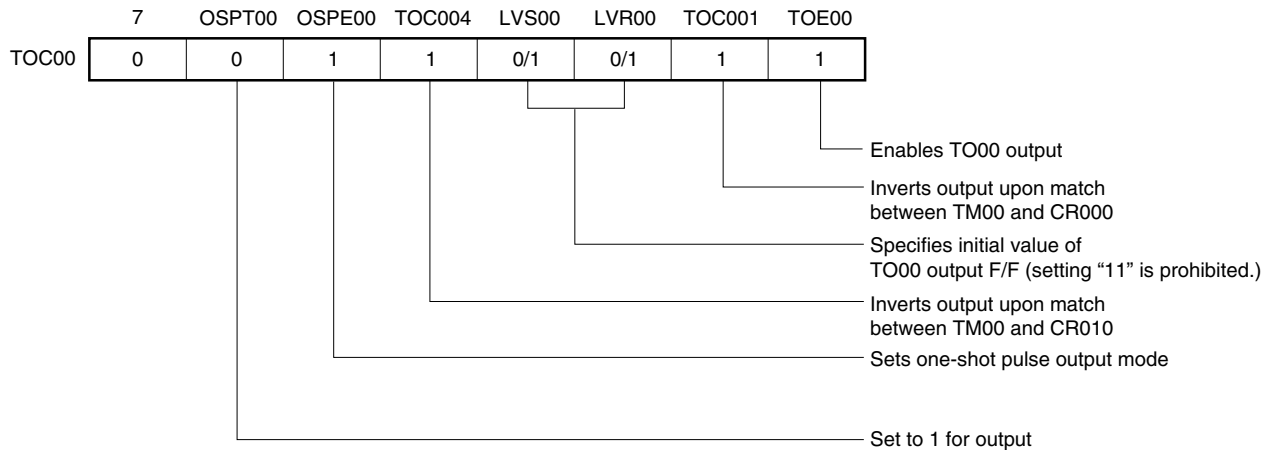 7 OSPT00 OSPE00 TOC004 LVS00 LVR00 TOC001 TOE00
TOC00 0 0 1 1 0/1 0/1 1 1
Enables TO00 output
Inverts output upon match
between TM00 and CR000
Specifies initial value of
TO00 output F/F (setting “11” is prohibited.)
Inverts output upon match
between TM00 and CR010
Sets one-shot pulse output mode
Set to 1 for output